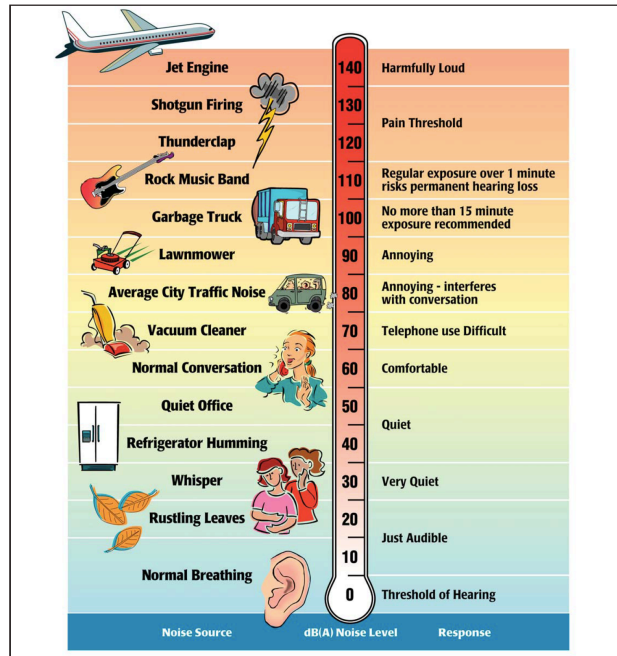 Jet Engine 140 Harmfully Loud
Shotgun Firing 130
Pain Threshold
Thunderclap 120
Rock Music Band 110 Regular exposure over 1 minute
risks permanent hearing loss
Garbage Truck 100 No more than 15 minute
exposure recommended
Lawnmower 90 Annoying
Average City Traffic Noise 80 Annoying - interferes
with conversation
Vacuum Cleaner 70 Telephone use Difficult
Normal Conversation 60 Comfortable
Quiet Office 50
Quiet
Refrigerator Humming 40
Whisper 30 Very Quiet
Rustling Leaves 20
Just Audible
10
Normal Breathing
0 Threshold of Hearing
Noise Source dB(A) Noise Level Response